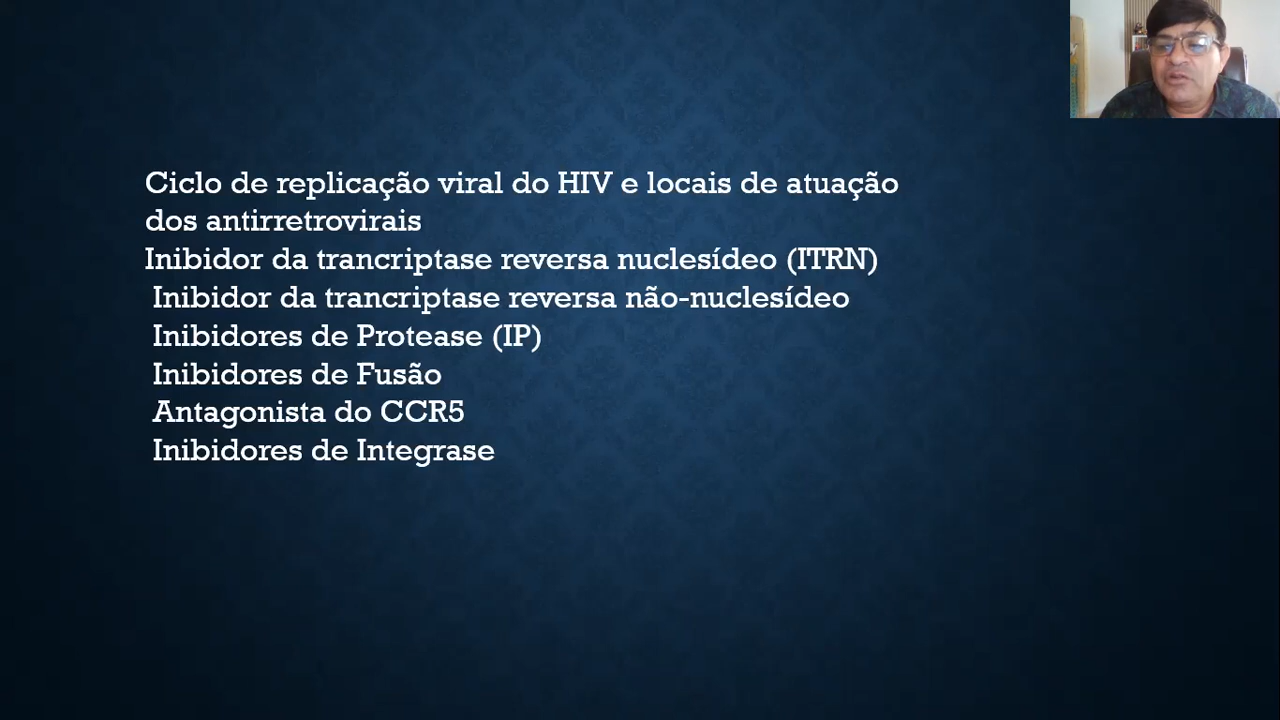 Ciclo de replicação viral do HIV e locais de atuação
dos antirretrovirais
Inibidor da trancriptase reversa nuclesídeo (ITRN)
Inibidor da trancriptase reversa não-nuclesídeo
Inibidores de Protease (IP)
Inibidores de Fusão
Antagonista do CCR5
Inibidores de Integrase